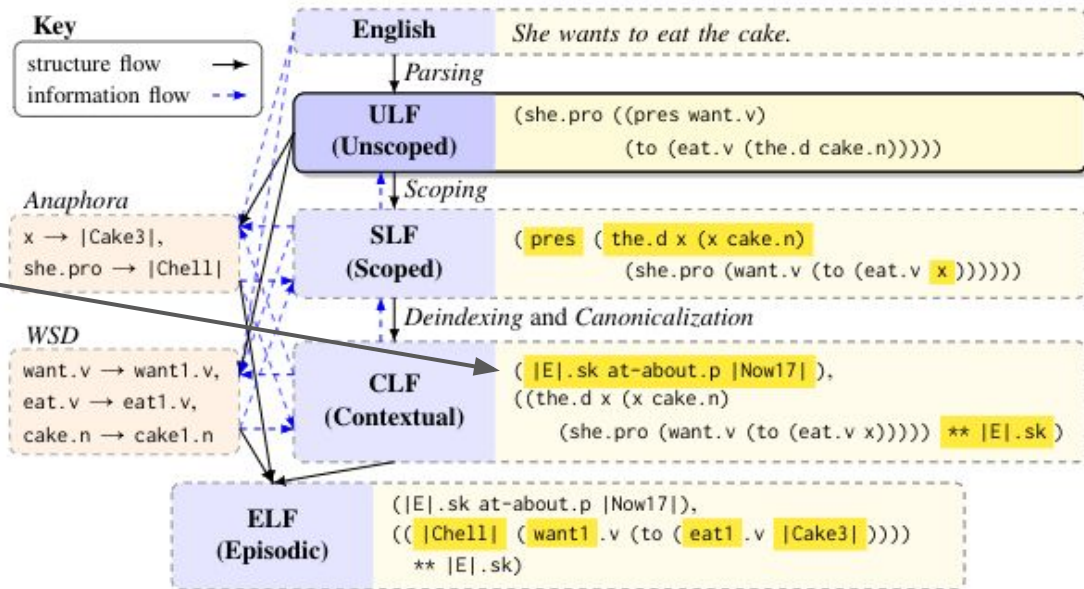 Key
structure flow
information flow
English
She wants to eat the cake.
Parsing
ULF
(Unscoped)
(she.pro ((pres want.v)
(to (eat.v (the.d cake.n)))))
Scoping
Anaphora
x → |Cake3|,
she.pro → |Chell|
SLF
(Scoped)
( pres ( the.d x (x cake.n)
(she.pro (want.v (to (eat.v x ))))))
Deindexing and Canonicalization
WSD
want.v → want1.v,
eat.v → eat1.v,
cake.n → cake1.n
CLF
(Contextual)
( |E|.sk at-about.p |Now17| ),
((the.d x (x cake.n)
(she.pro (want.v (to (eat.v x))))) ** |E|.sk )
ELF
(Episodic)
(|E|.sk at-about.p |Now17|),
(( |Chell| ( want1 .v (to ( eat1 .v |Cake3| ))))
** |E|.sk)